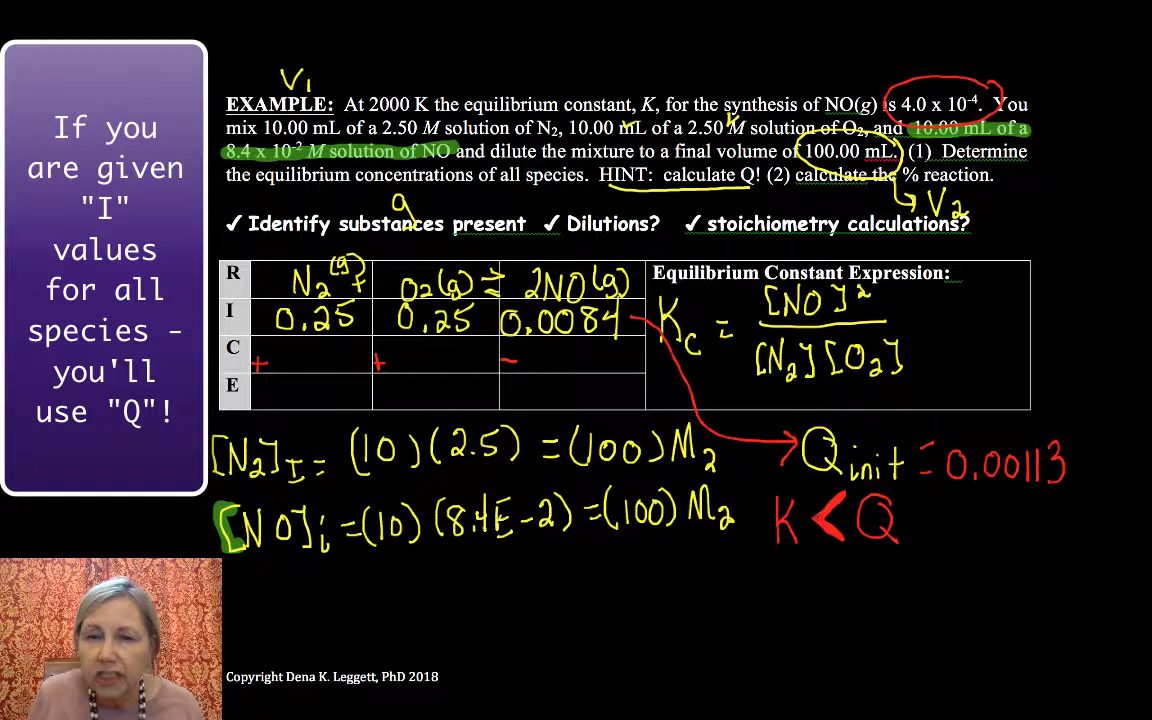 If you
are given
"I"
values
for all
species -
you'll
use "Q"!
V1
EXAMPLE: At 2000 K the equilibrium constant, K, for the synthesis of NO(g) is 4.0 x 10⁻⁴. You
mix 10.00 mL of a 2.50 M solution of N₂, 10.00 mL of a 2.50 M solution of O₂, and 10.00 mL of a
8.4 x 10⁻² M solution of NO and dilute the mixture to a final volume of 100.00 mL. (1) Determine
the equilibrium concentrations of all species. HINT: calculate Q! (2) calculate the % reaction.
V2
✓ Identify substances present ✓ Dilutions? ✓ stoichiometry calculations?
R N₂(g) + O₂(g) ⇌ 2NO(g) Equilibrium Constant Expression:
I 0.25 0.25 0.0084
C + + -
E
Kc = [NO]² / [N₂][O₂]
[N₂]I = (10)(2.5) = (100) M₂
Qinit = 0.00113
[NO]i = (10)(8.4E-2) = (100) M₂
K < Q
Copyright Dena K. Leggett, PhD 2018